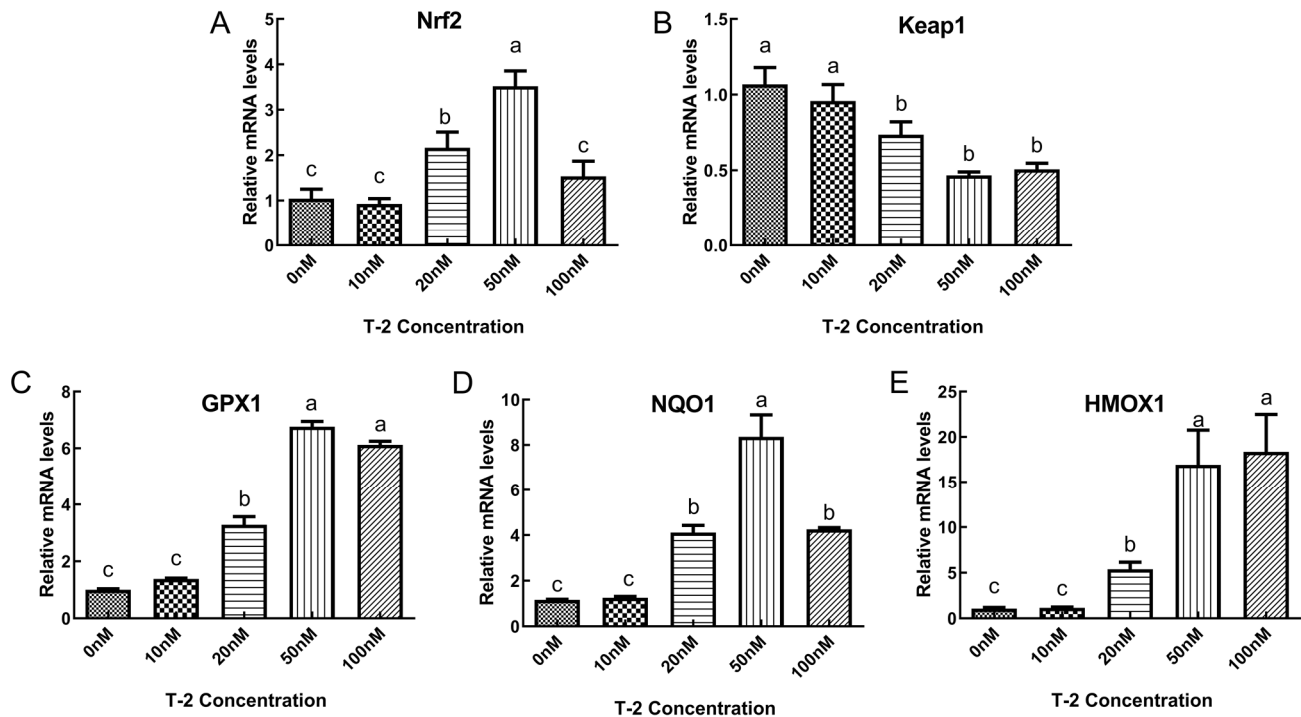 A
Nrf2
Relative mRNA levels
5
4
3
2
1
0
c
c
b
a
c
0nM
10nM
20nM
50nM
100nM
T-2 Concentration
B
Keap1
Relative mRNA levels
1.5
1.0
0.5
0.0
a
a
b
b
b
0nM
10nM
20nM
50nM
100nM
T-2 Concentration
C
GPX1
Relative mRNA levels
8
6
4
2
0
c
c
b
a
a
0nM
10nM
20nM
50nM
100nM
T-2 Concentration
D
NQO1
Relative mRNA levels
10
8
6
4
2
0
c
c
b
a
b
0nM
10nM
20nM
50nM
100nM
T-2 Concentration
E
HMOX1
Relative mRNA levels
25
20
15
10
5
0
c
c
b
a
a
0nM
10nM
20nM
50nM
100nM
T-2 Concentration